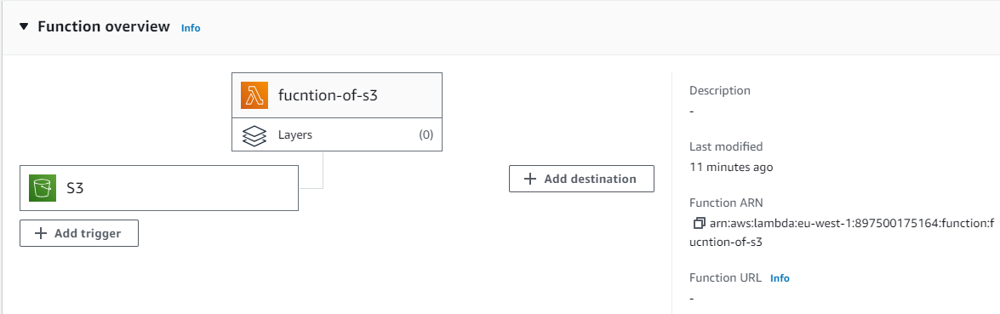 Function overview Info
fucntion-of-s3
Layers (0)
S3
Add trigger
Add destination
Description
-
Last modified
11 minutes ago
Function ARN
arn:aws:lambda:eu-west-1:897500175164:function:f
ucntion-of-s3
Function URL Info
-